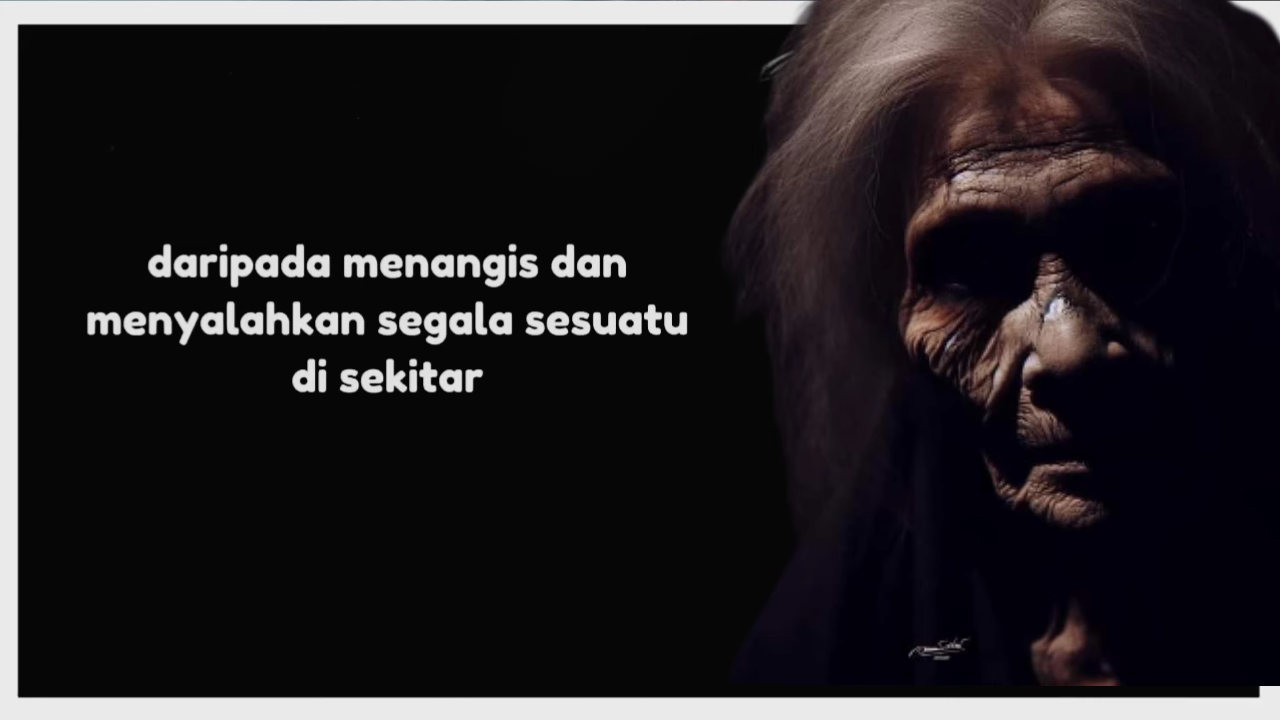 daripada menangis dan
menyalahkan segala sesuatu
di sekitar